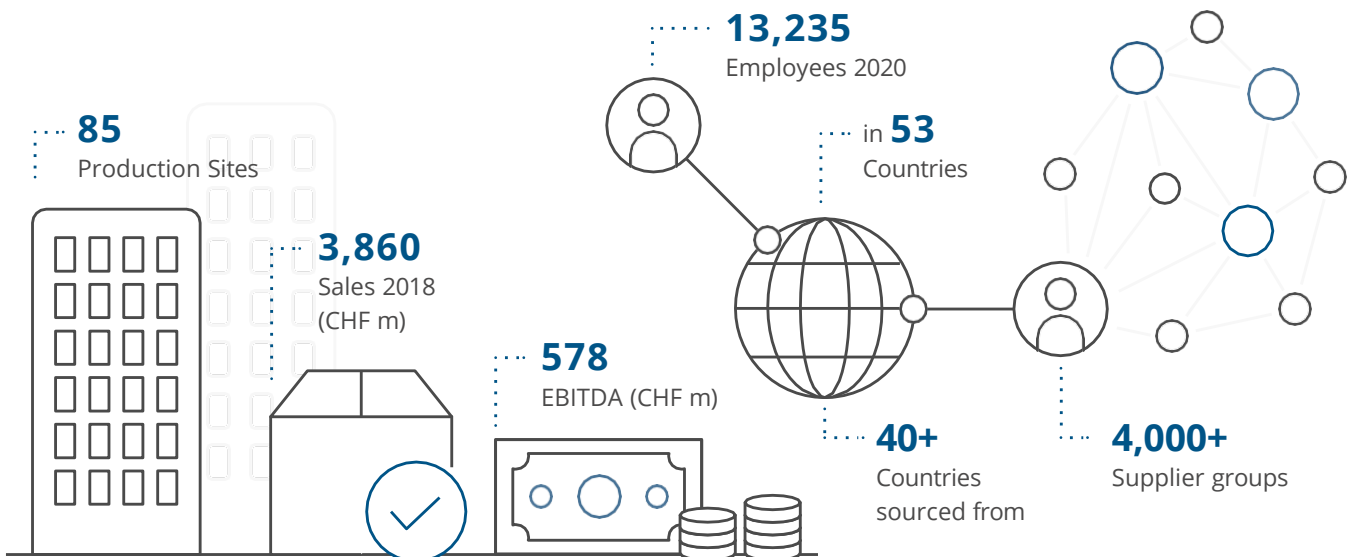 13,235
Employees 2020
85
Production Sites
in 53
Countries
3,860
Sales 2018
(CHF m)
578
EBITDA (CHF m)
40+
Countries
sourced from
4,000+
Supplier groups